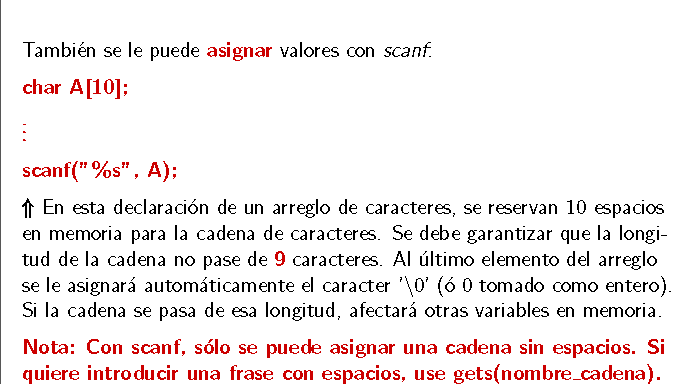 También se le puede asignar valores con scanf:
char A[10];
⋮
scanf("%s", A);
⇑ En esta declaración de un arreglo de caracteres, se reservan 10 espacios
en memoria para la cadena de caracteres. Se debe garantizar que la longi-
tud de la cadena no pase de 9 caracteres. Al último elemento del arreglo
se le asignará automáticamente el caracter '\0' (ó 0 tomado como entero).
Si la cadena se pasa de esa longitud, afectará otras variables en memoria.
Nota: Con scanf, sólo se puede asignar una cadena sin espacios. Si
quiere introducir una frase con espacios, use gets(nombre_cadena).